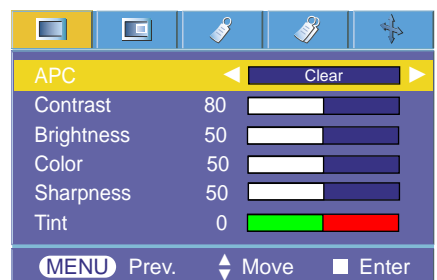 APC Clear
Contrast 80
Brightness 50
Color 50
Sharpness 50
Tint 0
MENU Prev. Move Enter